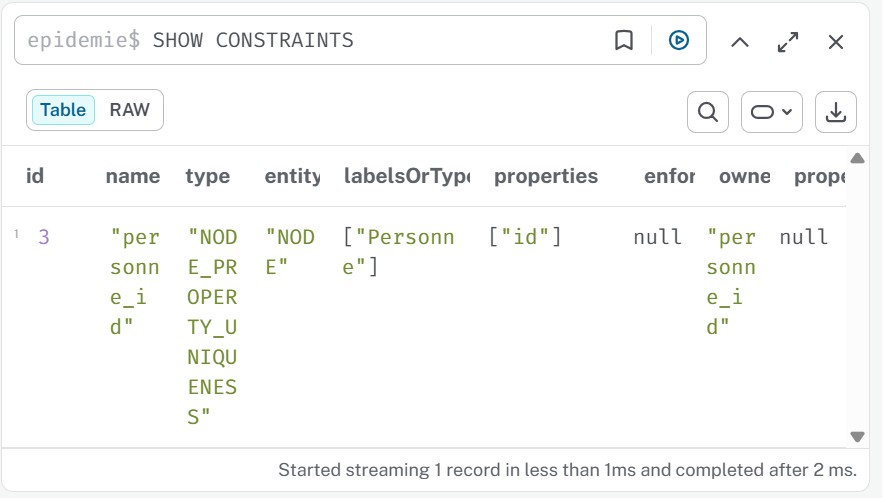 epidemie$ SHOW CONSTRAINTS
Table RAW
id name type entity labelsOrType properties enfor owne prope
1 3 "personne_id" "NODE_PROPERTY_UNIQUENESS" "NODE" ["Personne"] ["id"] null "personne_id" null
Started streaming 1 record in less than 1ms and completed after 2 ms.